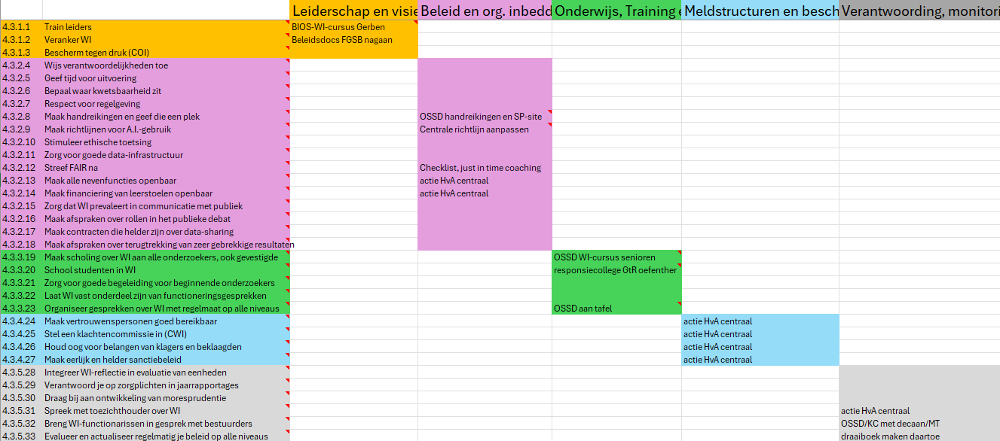 Leiderschap en visie Beleid en org. inbedd Onderwijs, Training e Meldstructuren en besch Verantwoording, monitori
4.3.1.1 Train leiders BIOS-WI-cursus Gerben
4.3.1.2 Veranker WI Beleidsdocs FGSB nagaan
4.3.1.3 Bescherm tegen druk (COI)
4.3.2.4 Wijs verantwoordelijkheden toe
4.3.2.5 Geef tijd voor uitvoering
4.3.2.6 Bepaal waar kwetsbaarheid zit
4.3.2.7 Respect voor regelgeving
4.3.2.8 Maak handreikingen en geef die een plek OSSD handreikingen en SP-site
4.3.2.9 Maak richtlijnen voor A.I.-gebruik Centrale richtlijn aanpassen
4.3.2.10 Stimuleer ethische toetsing
4.3.2.11 Zorg voor goede data-infrastructuur
4.3.2.12 Streef FAIR na Checklist, just in time coaching
4.3.2.13 Maak alle nevenfuncties openbaar actie HvA centraal
4.3.2.14 Maak financiering van leerstoelen openbaar actie HvA centraal
4.3.2.15 Zorg dat WI prevaleert in communicatie met publiek
4.3.2.16 Maak afspraken over rollen in het publieke debat
4.3.2.17 Maak contracten die helder zijn over data-sharing
4.3.2.18 Maak afspraken over terugtrekking van zeer gebrekkige resultaten
4.3.3.19 Maak scholing over WI aan alle onderzoekers, ook gevestigde OSSD WI-cursus senioren
4.3.3.20 School studenten in WI responsiecollege GtR oefenther
4.3.3.21 Zorg voor goede begeleiding voor beginnende onderzoekers
4.3.3.22 Laat WI vast onderdeel zijn van functioneringsgesprekken
4.3.3.23 Organiseer gesprekken over WI met regelmaat op alle niveaus OSSD aan tafel
4.3.4.24 Maak vertrouwenspersonen goed bereikbaar actie HvA centraal
4.3.4.25 Stel een klachtencommissie in (CWI) actie HvA centraal
4.3.4.26 Houd oog voor belangen van klagers en beklaagden actie HvA centraal
4.3.4.27 Maak eerlijk en helder sanctiebeleid actie HvA centraal
4.3.5.28 Integreer WI-reflectie in evaluatie van eenheden
4.3.5.29 Verantwoord je op zorgplichten in jaarrapportages
4.3.5.30 Draag bij aan ontwikkeling van moresprudentie
4.3.5.31 Spreek met toezichthouder over WI actie HvA centraal
4.3.5.32 Breng WI-functionarissen in gesprek met bestuurders OSSD/KC met decaan/MT
4.3.5.33 Evalueer en actualiseer regelmatig je beleid op alle niveaus draaiboek maken daartoe